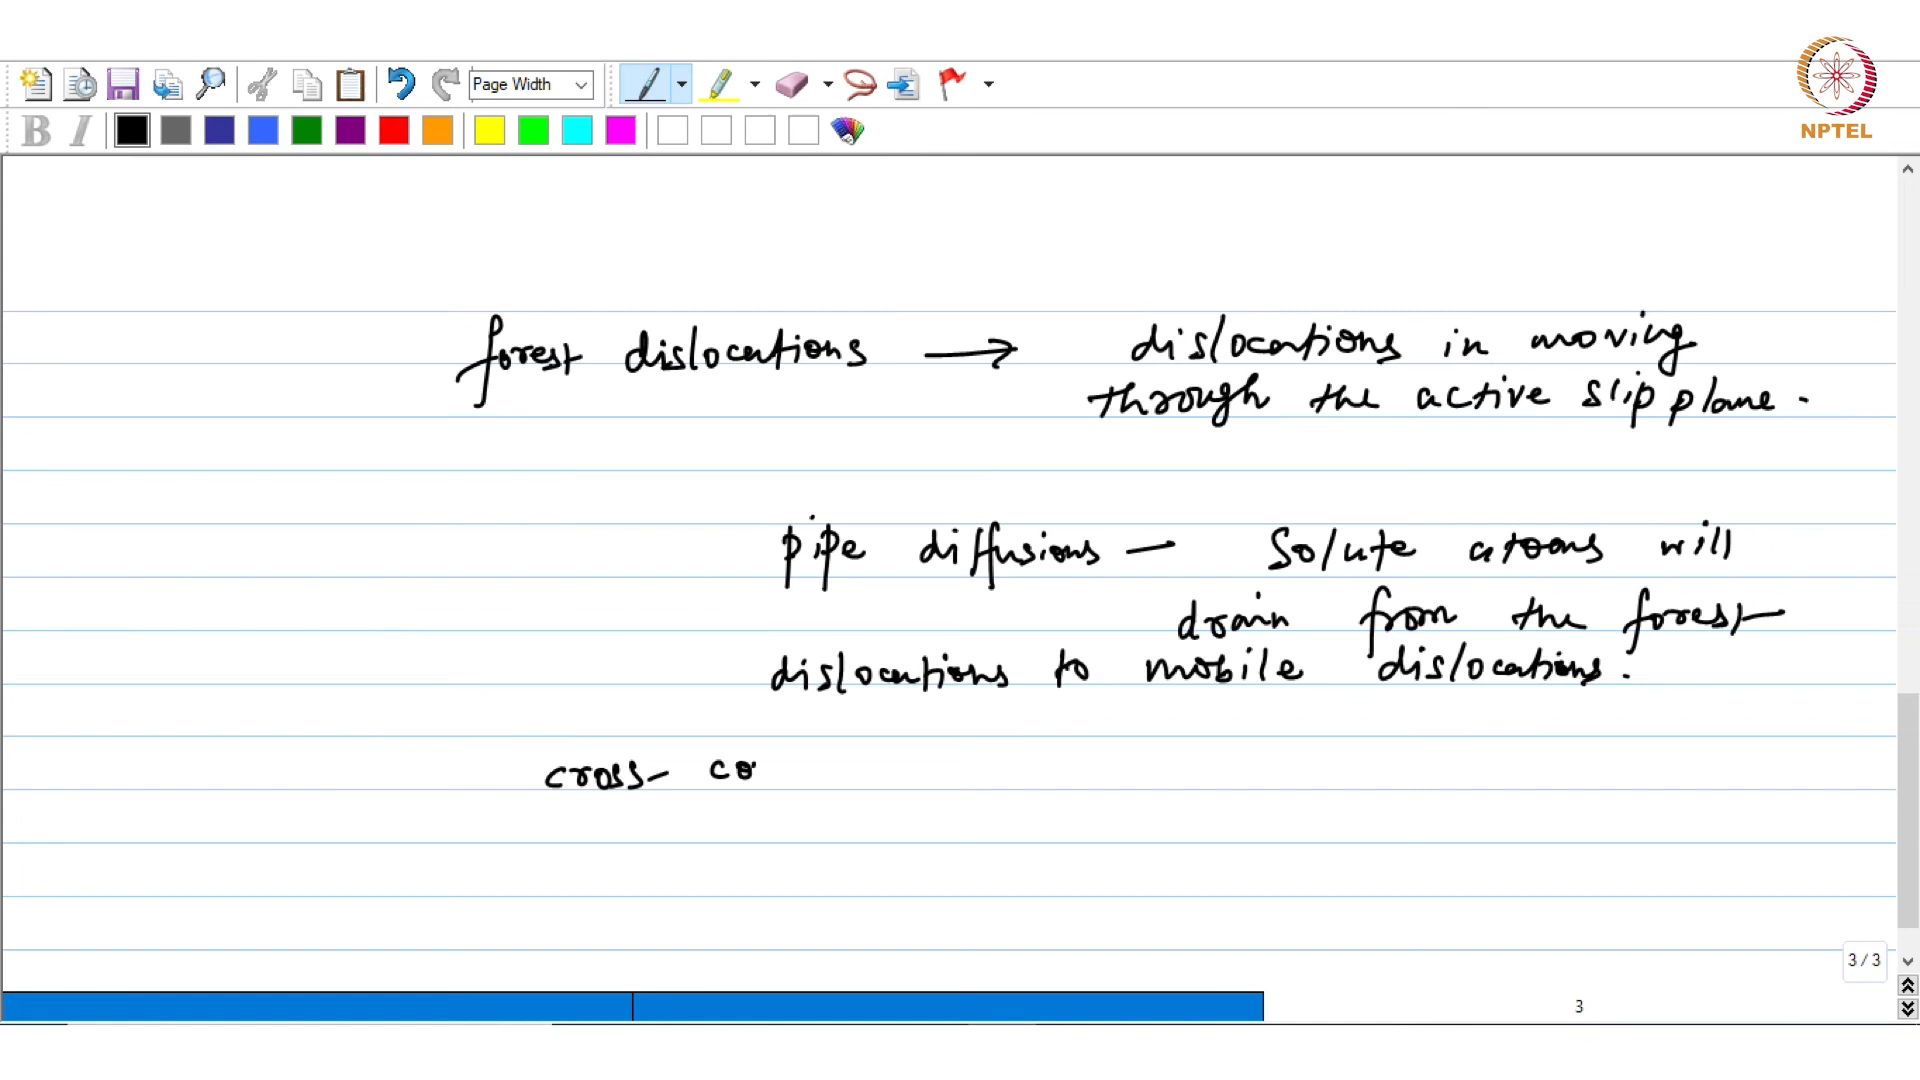 Page Width
B I
NPTEL
forest dislocations → dislocations in moving
through the active slip plane.
pipe diffusions — Solute atoms will
drain from the forest
dislocations to mobile dislocations.
cross- co
3 / 3
3